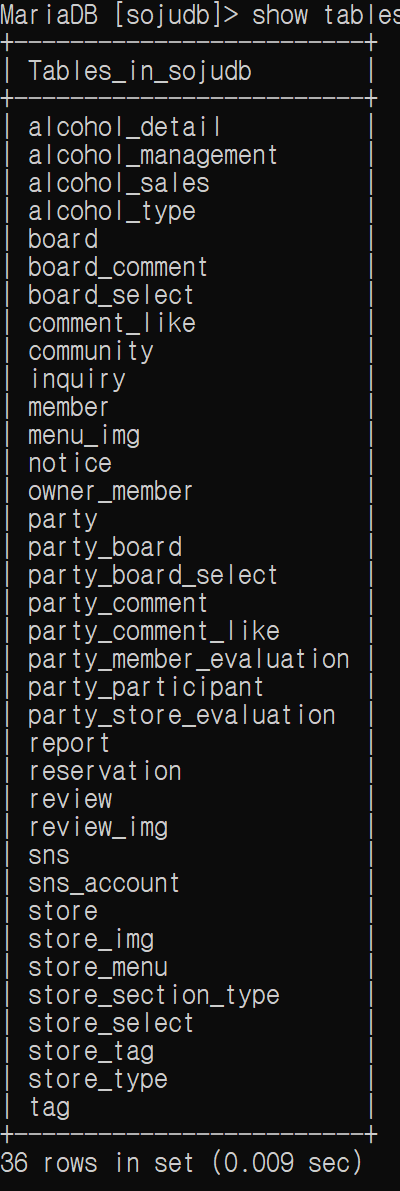 MariaDB [sojudb]> show tables
+-------------------------+
| Tables_in_sojudb        |
+-------------------------+
| alcohol_detail          |
| alcohol_management      |
| alcohol_sales           |
| alcohol_type            |
| board                   |
| board_comment           |
| board_select            |
| comment_like            |
| community               |
| inquiry                 |
| member                  |
| menu_img                |
| notice                  |
| owner_member            |
| party                   |
| party_board             |
| party_board_select      |
| party_comment           |
| party_comment_like      |
| party_member_evaluation |
| party_participant       |
| party_store_evaluation  |
| report                  |
| reservation             |
| review                  |
| review_img              |
| sns                     |
| sns_account             |
| store                   |
| store_img               |
| store_menu              |
| store_section_type      |
| store_select            |
| store_tag               |
| store_type              |
| tag                     |
+-------------------------+
36 rows in set (0.009 sec)